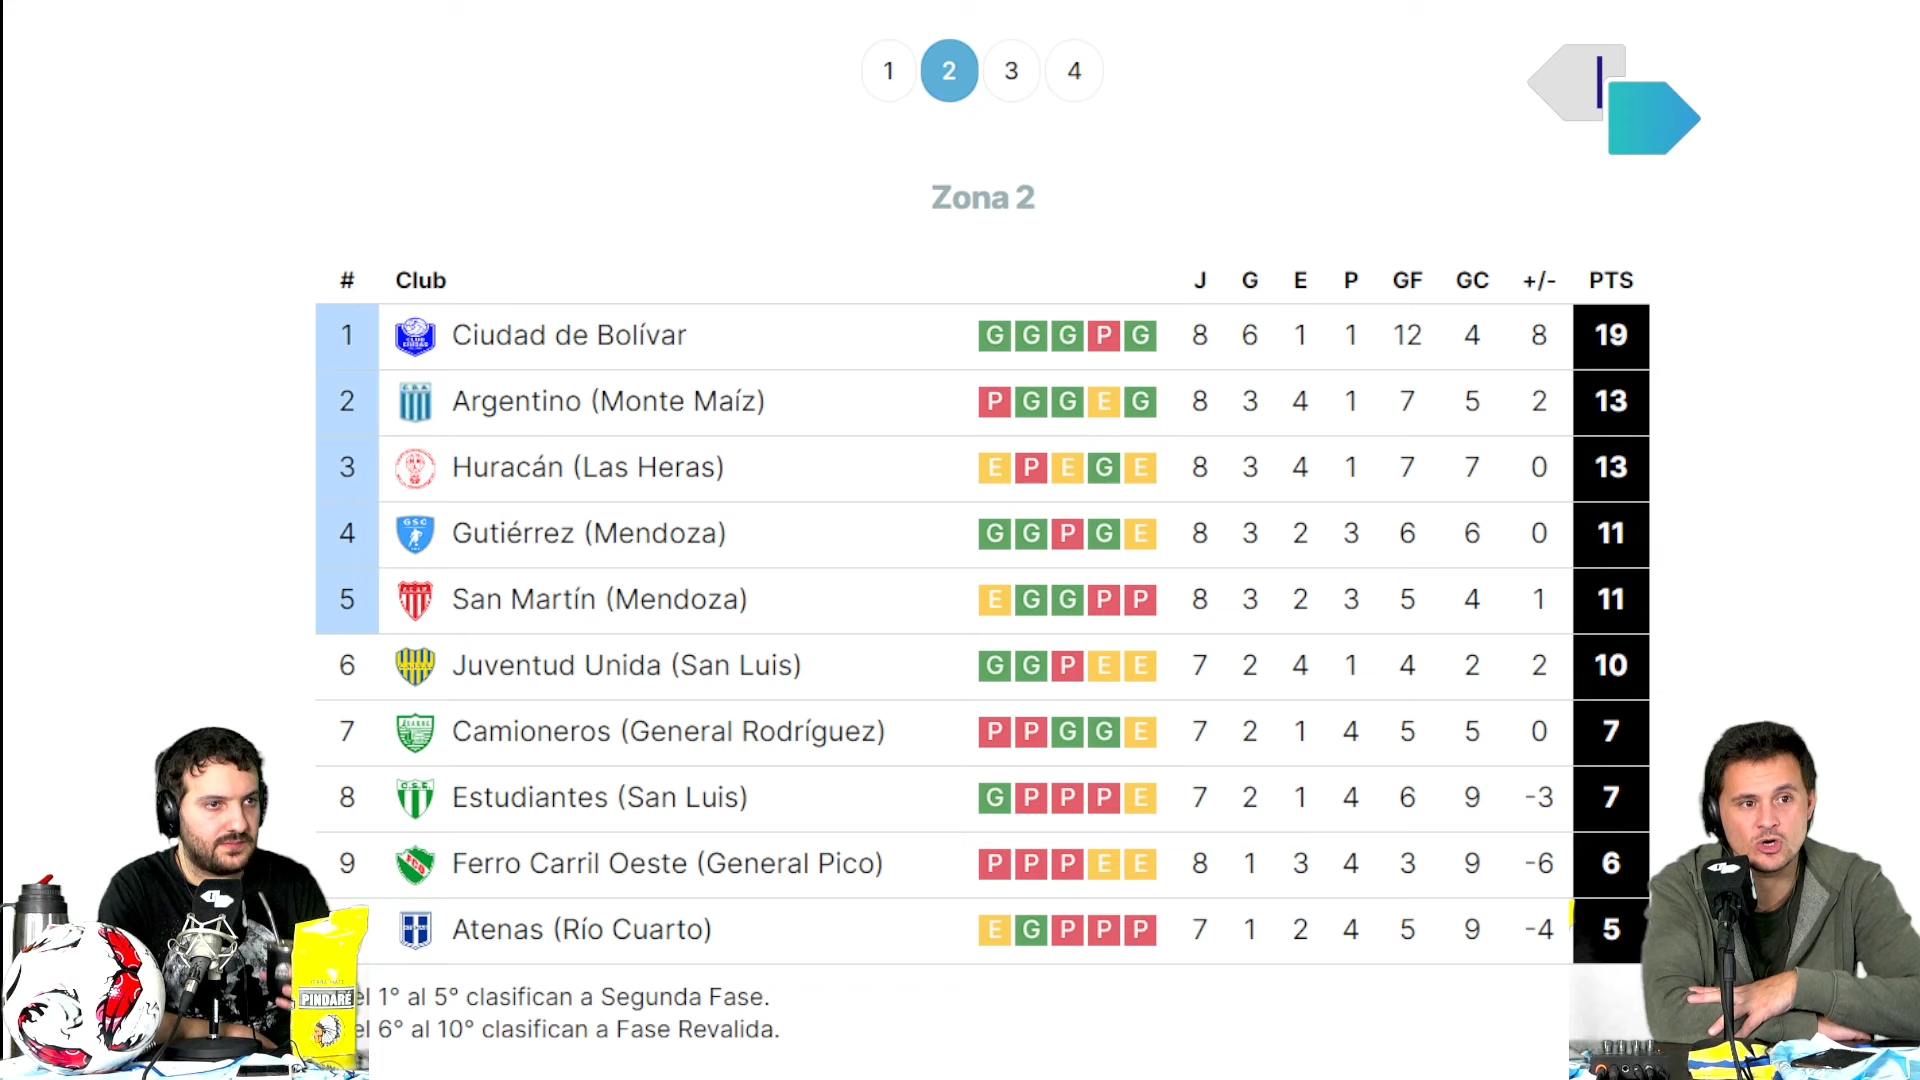 1 2 3 4
Zona 2
# Club J G E P GF GC +/- PTS
1 Ciudad de Bolívar G G G P G 8 6 1 1 12 4 8 19
2 Argentino (Monte Maíz) P G G E G 8 3 4 1 7 5 2 13
3 Huracán (Las Heras) E P E G E 8 3 4 1 7 7 0 13
4 Gutiérrez (Mendoza) G G P G E 8 3 2 3 6 6 0 11
5 San Martín (Mendoza) E G G P P 8 3 2 3 5 4 1 11
6 Juventud Unida (San Luis) G G P E E 7 2 4 1 4 2 2 10
7 Camioneros (General Rodríguez) P P G G E 7 2 1 4 5 5 0 7
8 Estudiantes (San Luis) G P P P E 7 2 1 4 6 9 -3 7
9 Ferro Carril Oeste (General Pico) P P P E E 8 1 3 4 3 9 -6 6
Atenas (Río Cuarto) E G P P P 7 1 2 4 5 9 -4 5
el 1° al 5° clasifican a Segunda Fase.
el 6° al 10° clasifican a Fase Revalida.
PINDARÉ